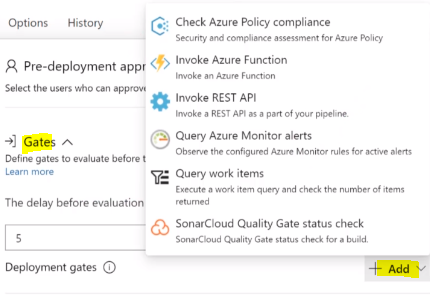 Options History
Pre-deployment appr
Select the users who can approve
Gates
Define gates to evaluate before t
Learn more
The delay before evaluation
5
Deployment gates
+ Add
Check Azure Policy compliance
Security and compliance assessment for Azure Policy
Invoke Azure Function
Invoke an Azure Function
Invoke REST API
Invoke a REST API as a part of your pipeline.
Query Azure Monitor alerts
Observe the configured Azure Monitor rules for active alerts
Query work items
Execute a work item query and check the number of items
returned
SonarCloud Quality Gate status check
SonarCloud Quality Gate status check for a build.